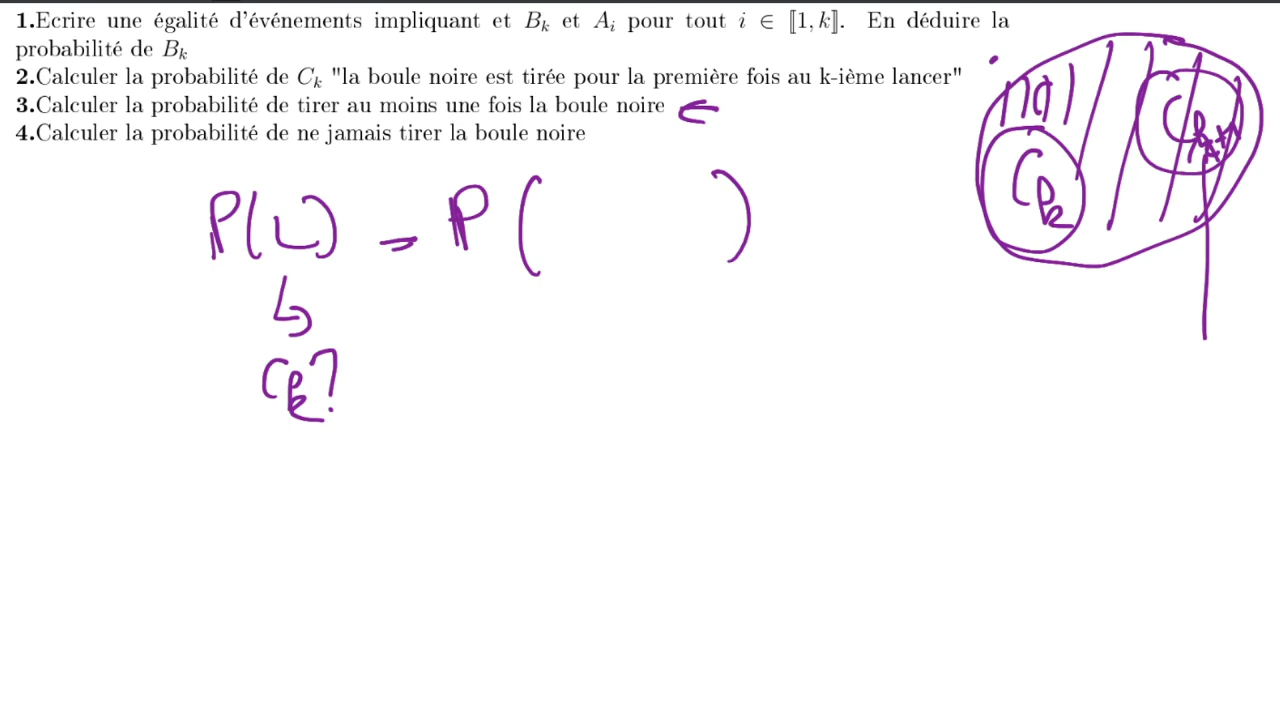 1.Ecrire une égalité d'événements impliquant et B_k et A_i pour tout i ∈ ⟦1, k⟧. En déduire la
probabilité de B_k
2.Calculer la probabilité de C_k "la boule noire est tirée pour la première fois au k-ième lancer"
3.Calculer la probabilité de tirer au moins une fois la boule noire ←
4.Calculer la probabilité de ne jamais tirer la boule noire
P(L) = P( )
↳
C_k?
C_k